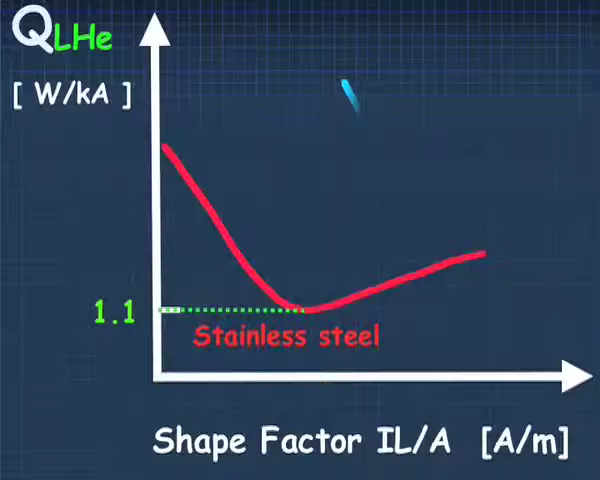 QLHe
[ W/kA ]
1.1
Stainless steel
Shape Factor IL/A [A/m]